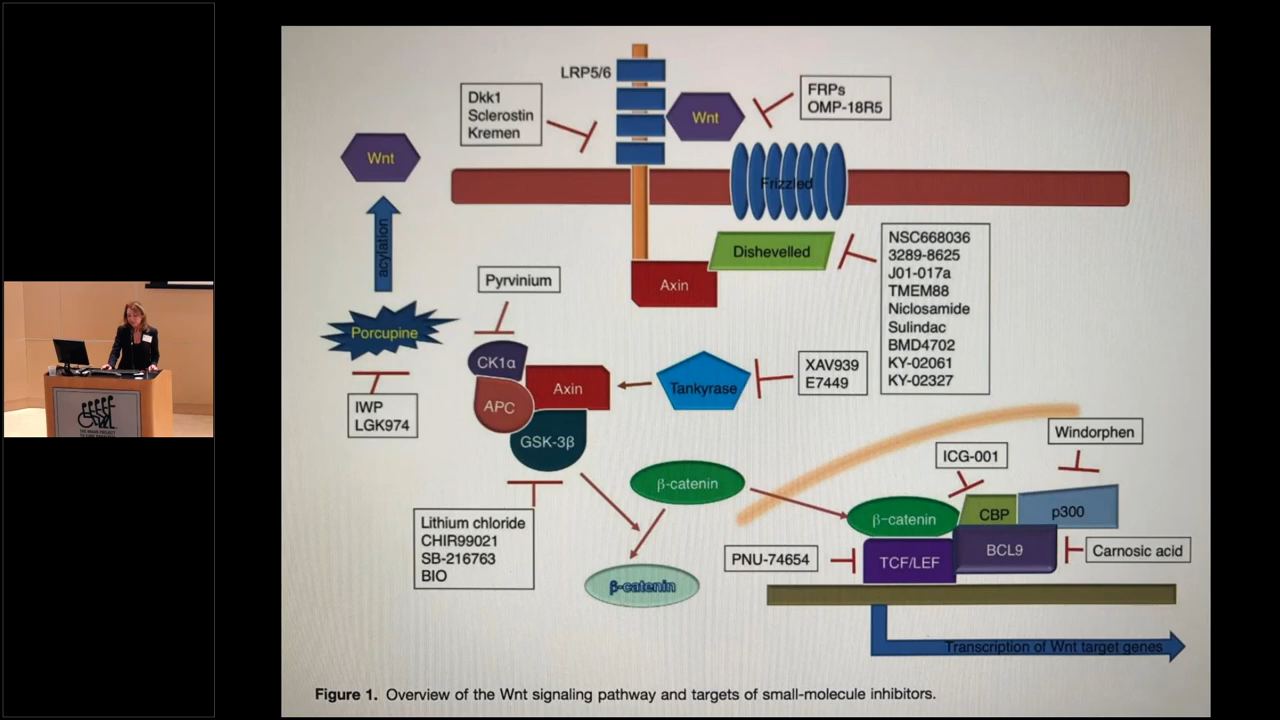 LRP5/6
Dkk1
Sclerostin
Kremen
Wnt
FRPs
OMP-18R5
Wnt
Frizzled
acylation
Dishevelled
NSC668036
3289-8625
J01-017a
TMEM88
Niclosamide
Sulindac
BMD4702
KY-02061
KY-02327
Axin
Pyrvinium
Porcupine
CK1α
APC
Axin
GSK-3β
Tankyrase
XAV939
E7449
IWP
LGK974
Lithium chloride
CHIR99021
SB-216763
BIO
β-catenin
β-catenin
Windorphen
ICG-001
β-catenin
CBP
p300
PNU-74654
TCF/LEF
BCL9
Carnosic acid
Transcription of Wnt target genes
Figure 1. Overview of the Wnt signaling pathway and targets of small-molecule inhibitors.